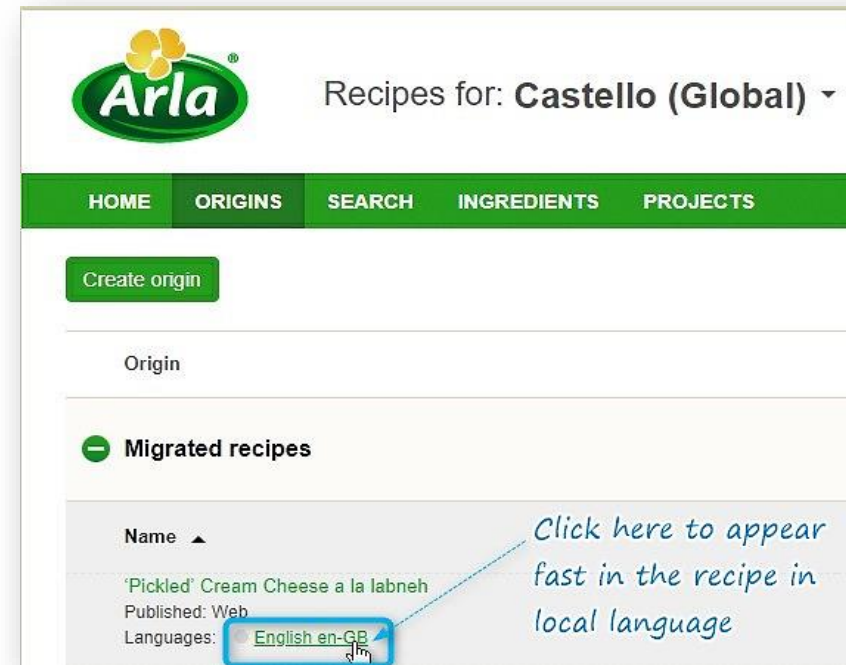 Arla®
Recipes for: Castello (Global)
HOME ORIGINS SEARCH INGREDIENTS PROJECTS
Create origin
Origin
Migrated recipes
Name
'Pickled' Cream Cheese a la labneh
Published: Web
Languages: English en-GB
Click here to appear
fast in the recipe in
local language